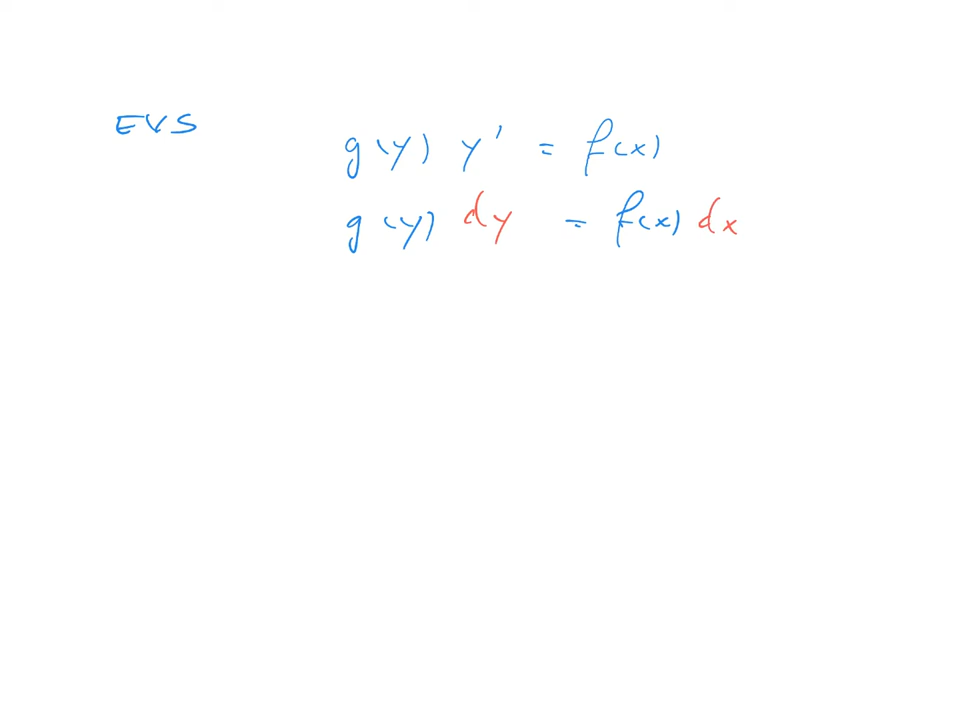 EVS
g(y) y' = f(x)
g(y) dy = f(x) dx